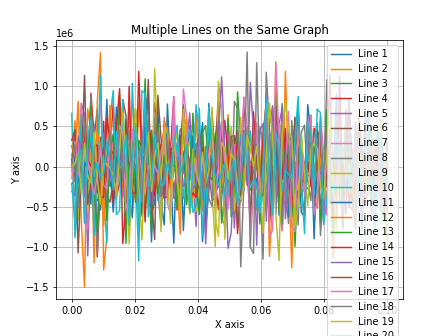 Multiple Lines on the Same Graph
1e6
1.5
1.0
0.5
0.0
−0.5
−1.0
−1.5
Y axis
0.00
0.02
0.04
0.06
X axis
Line 1
Line 2
Line 3
Line 4
Line 5
Line 6
Line 7
Line 8
Line 9
Line 10
Line 11
Line 12
Line 13
Line 14
Line 15
Line 16
Line 17
Line 18
Line 19
Line 20